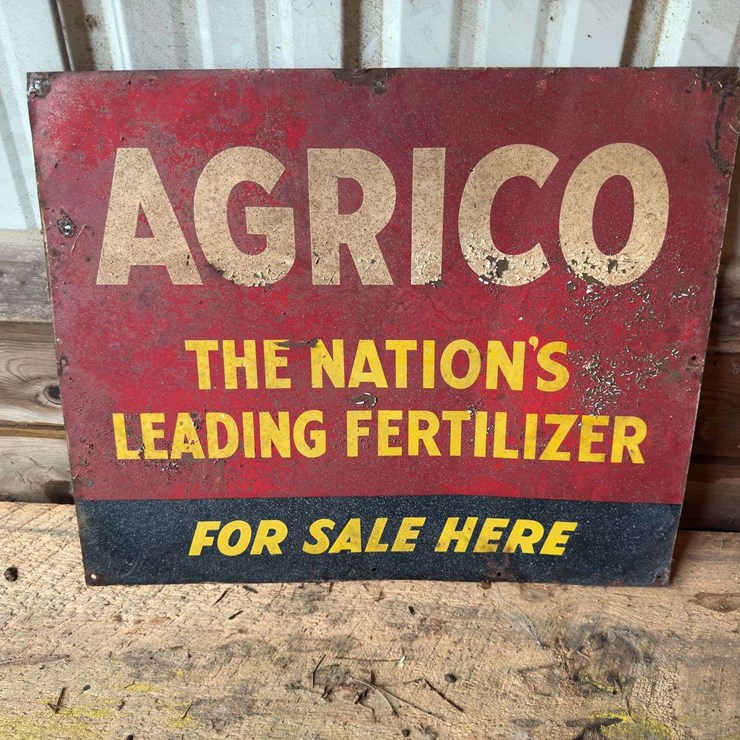 AGRICO
THE NATION'S
LEADING FERTILIZER
FOR SALE HERE